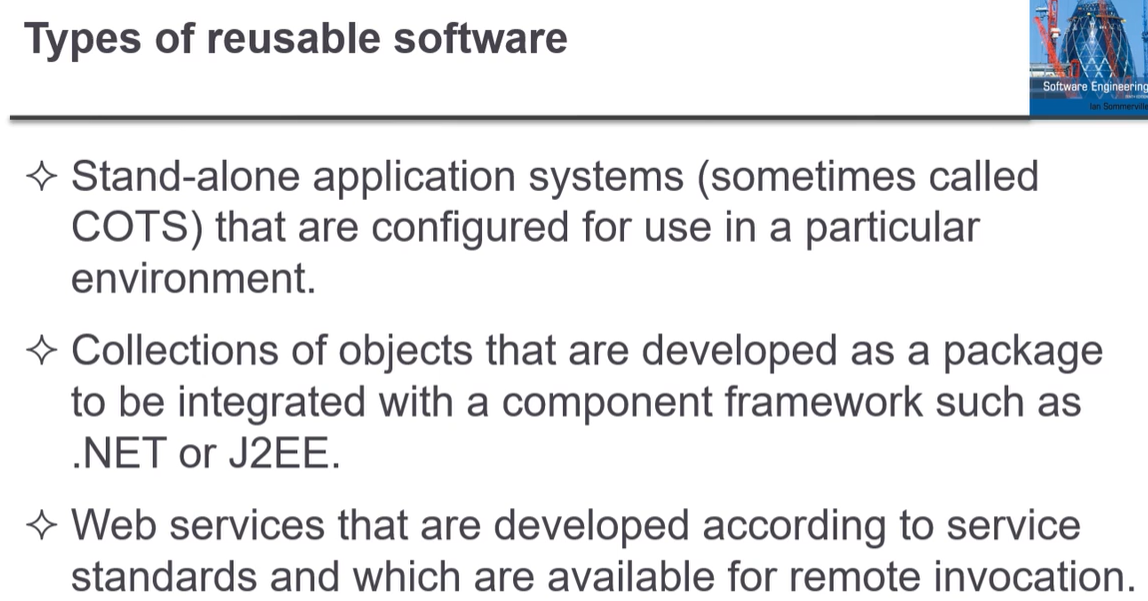 Types of reusable software
Software Engineering
Ian Sommerville
✧ Stand-alone application systems (sometimes called
COTS) that are configured for use in a particular
environment.
✧ Collections of objects that are developed as a package
to be integrated with a component framework such as
.NET or J2EE.
✧ Web services that are developed according to service
standards and which are available for remote invocation.